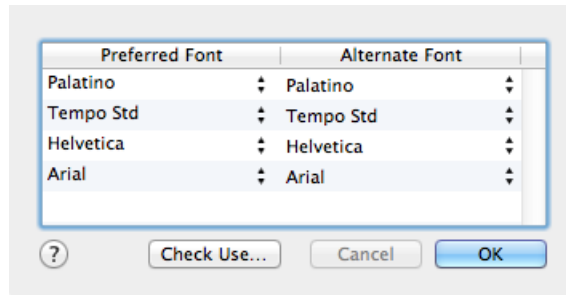 Preferred Font Alternate Font
Palatino Palatino
Tempo Std Tempo Std
Helvetica Helvetica
Arial Arial
? Check Use... Cancel OK